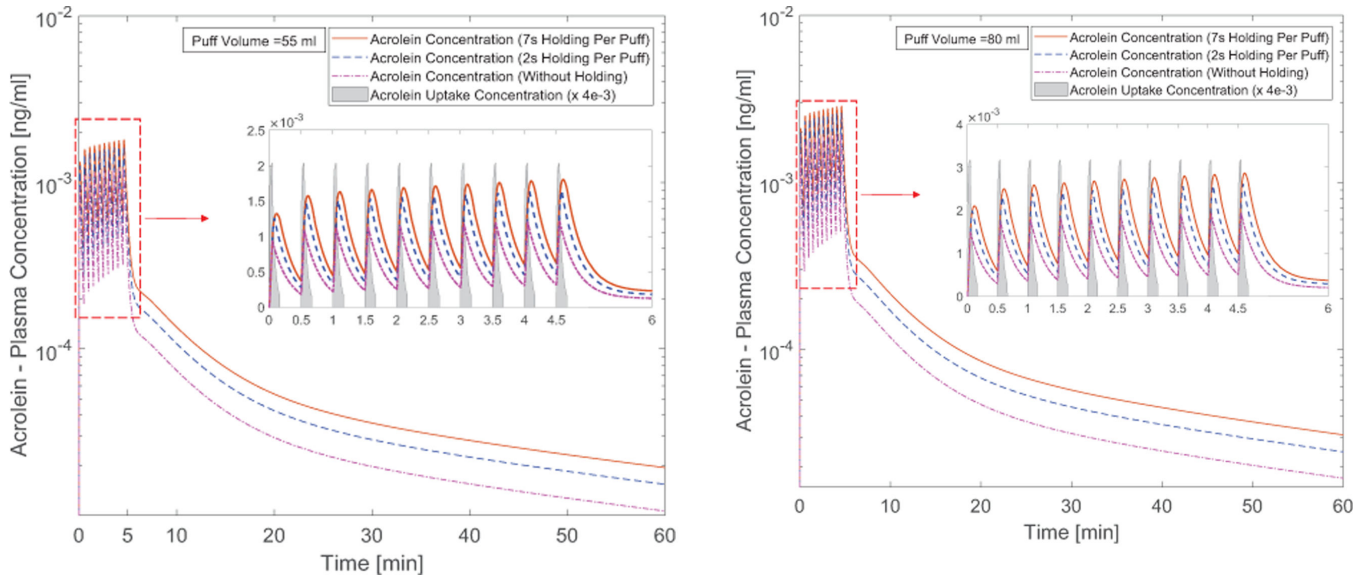 10⁻²
10⁻³
10⁻⁴
Acrolein - Plasma Concentration [ng/ml]
Puff Volume =55 ml
Acrolein Concentration (7s Holding Per Puff)
Acrolein Concentration (2s Holding Per Puff)
Acrolein Concentration (Without Holding)
Acrolein Uptake Concentration (x 4e-3)
×10⁻³
2.5
2
1.5
1
0.5
0
0 0.5 1 1.5 2 2.5 3 3.5 4 4.5 6
0 5 10 20 30 40 50 60
Time [min]
10⁻²
10⁻³
10⁻⁴
Acrolein - Plasma Concentration [ng/ml]
Puff Volume =80 ml
Acrolein Concentration (7s Holding Per Puff)
Acrolein Concentration (2s Holding Per Puff)
Acrolein Concentration (Without Holding)
Acrolein Uptake Concentration (x 4e-3)
×10⁻³
4
3
2
1
0
0 0.5 1 1.5 2 2.5 3 3.5 4 4.5 6
0 5 10 20 30 40 50 60
Time [min]